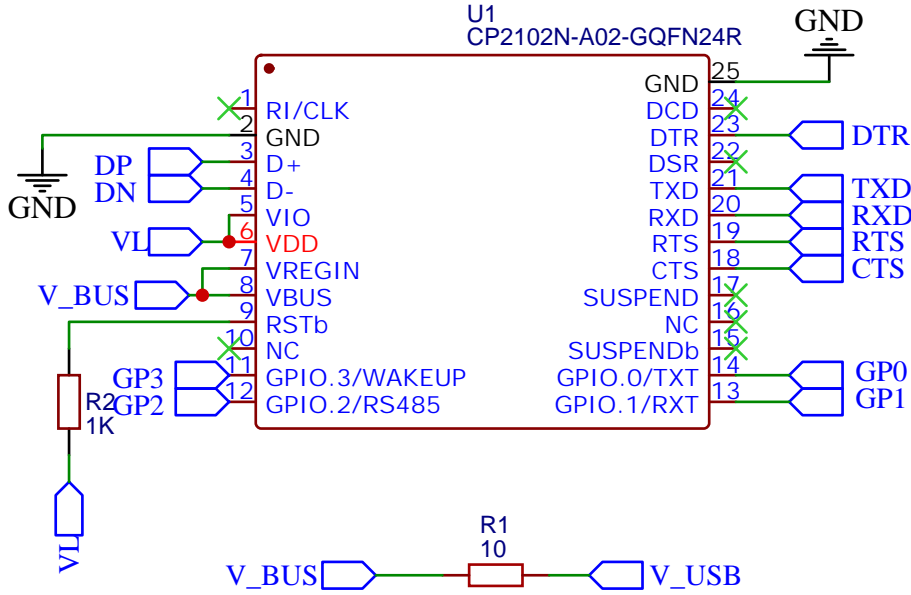 U1
CP2102N-A02-GQFN24R
GND
GND 25
1 RI/CLK DCD 24
2 GND DTR 23 DTR
DP 3 D+ DSR 22
DN 4 D- TXD 21 TXD
GND
5 VIO RXD 20 RXD
VL 6 VDD RTS 19 RTS
7 VREGIN CTS 18 CTS
V_BUS 8 VBUS SUSPEND 17
9 RSTb NC 16
10 NC SUSPENDb 15
GP3 11 GPIO.3/WAKEUP GPIO.0/TXT 14 GP0
GP2 12 GPIO.2/RS485 GPIO.1/RXT 13 GP1
R2
1K
VL
R1
10
V_BUS V_USB